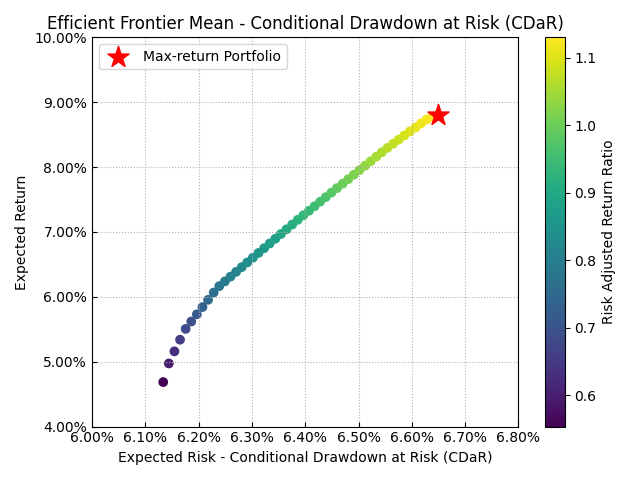 Efficient Frontier Mean - Conditional Drawdown at Risk (CDaR)
Max-return Portfolio
10.00%
9.00%
8.00%
7.00%
6.00%
5.00%
4.00%
Expected Return
6.00% 6.10% 6.20% 6.30% 6.40% 6.50% 6.60% 6.70% 6.80%
Expected Risk - Conditional Drawdown at Risk (CDaR)
1.1
1.0
0.9
0.8
0.7
0.6
Risk Adjusted Return Ratio